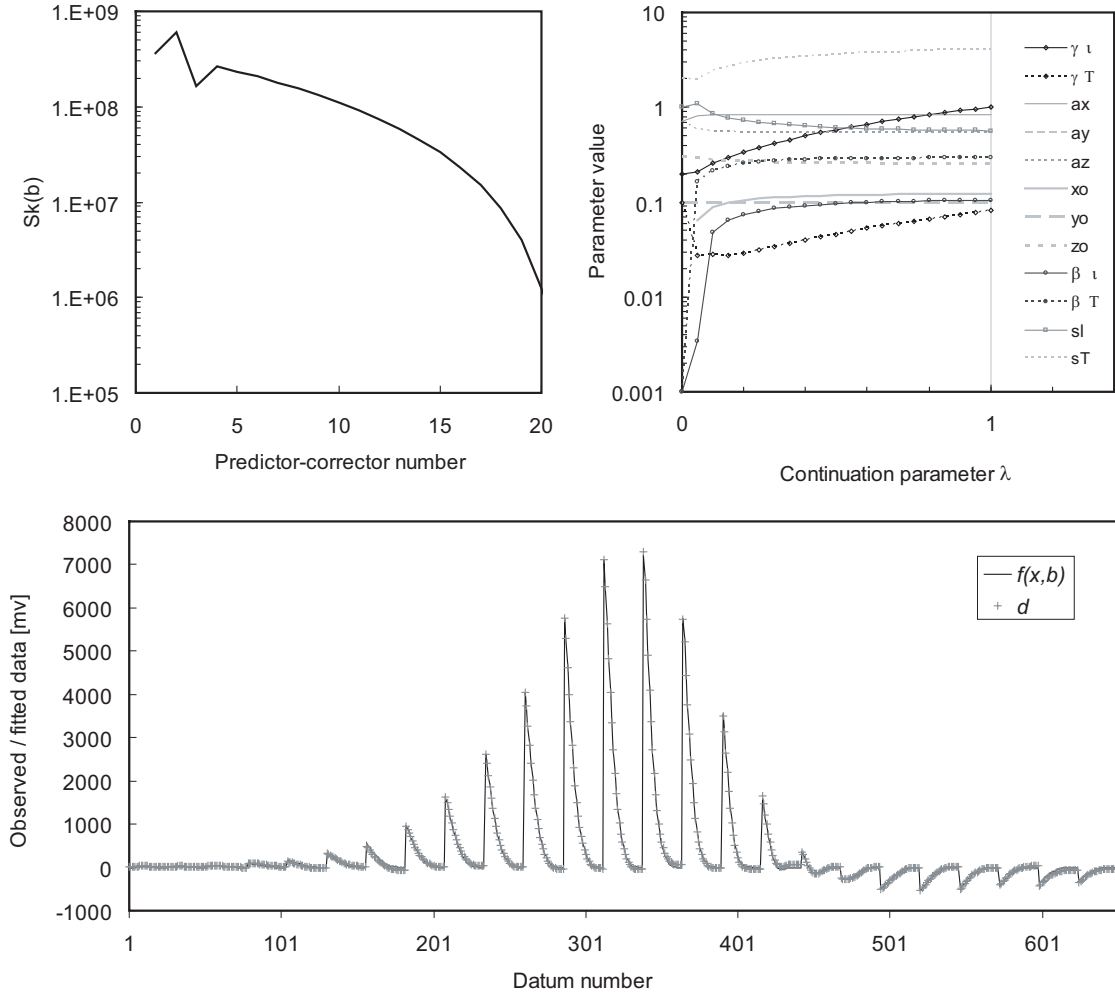 1.E+09
1.E+08
1.E+07
1.E+06
1.E+05
Sk(b)
0 5 10 15 20
Predictor-corrector number
10
1
0.1
0.01
0.001
Parameter value
0 1
Continuation parameter λ
γ ι
γ T
ax
ay
az
xo
yo
zo
β ι
β T
sl
sT
8000
7000
6000
5000
4000
3000
2000
1000
0
-1000
Observed / fitted data [mv]
1 101 201 301 401 501 601
Datum number
f(x,b)
d